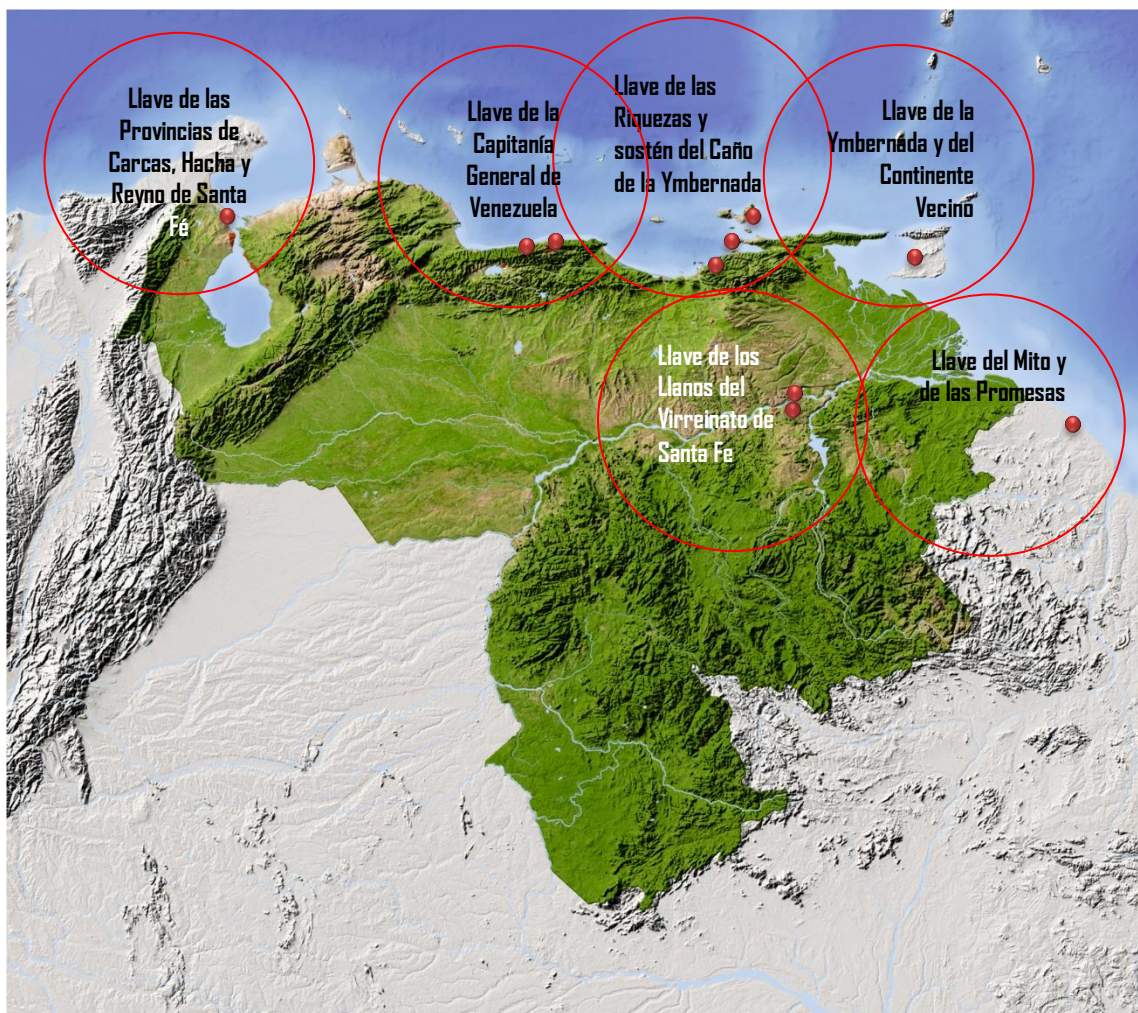 Llave de las
Provincias de
Carcas, Hacha y
Reyno de Santa
Fé
Llave de la
Capitanía
General de
Venezuela
Llave de las
Riquezas y
sostén del Caño
de la Ymbernada
Llave de la
Ymbernada y del
Continente
Vecino
Llave de los
Llanos del
Virreinato de
Santa Fe
Llave del Mito y
de las Promesas